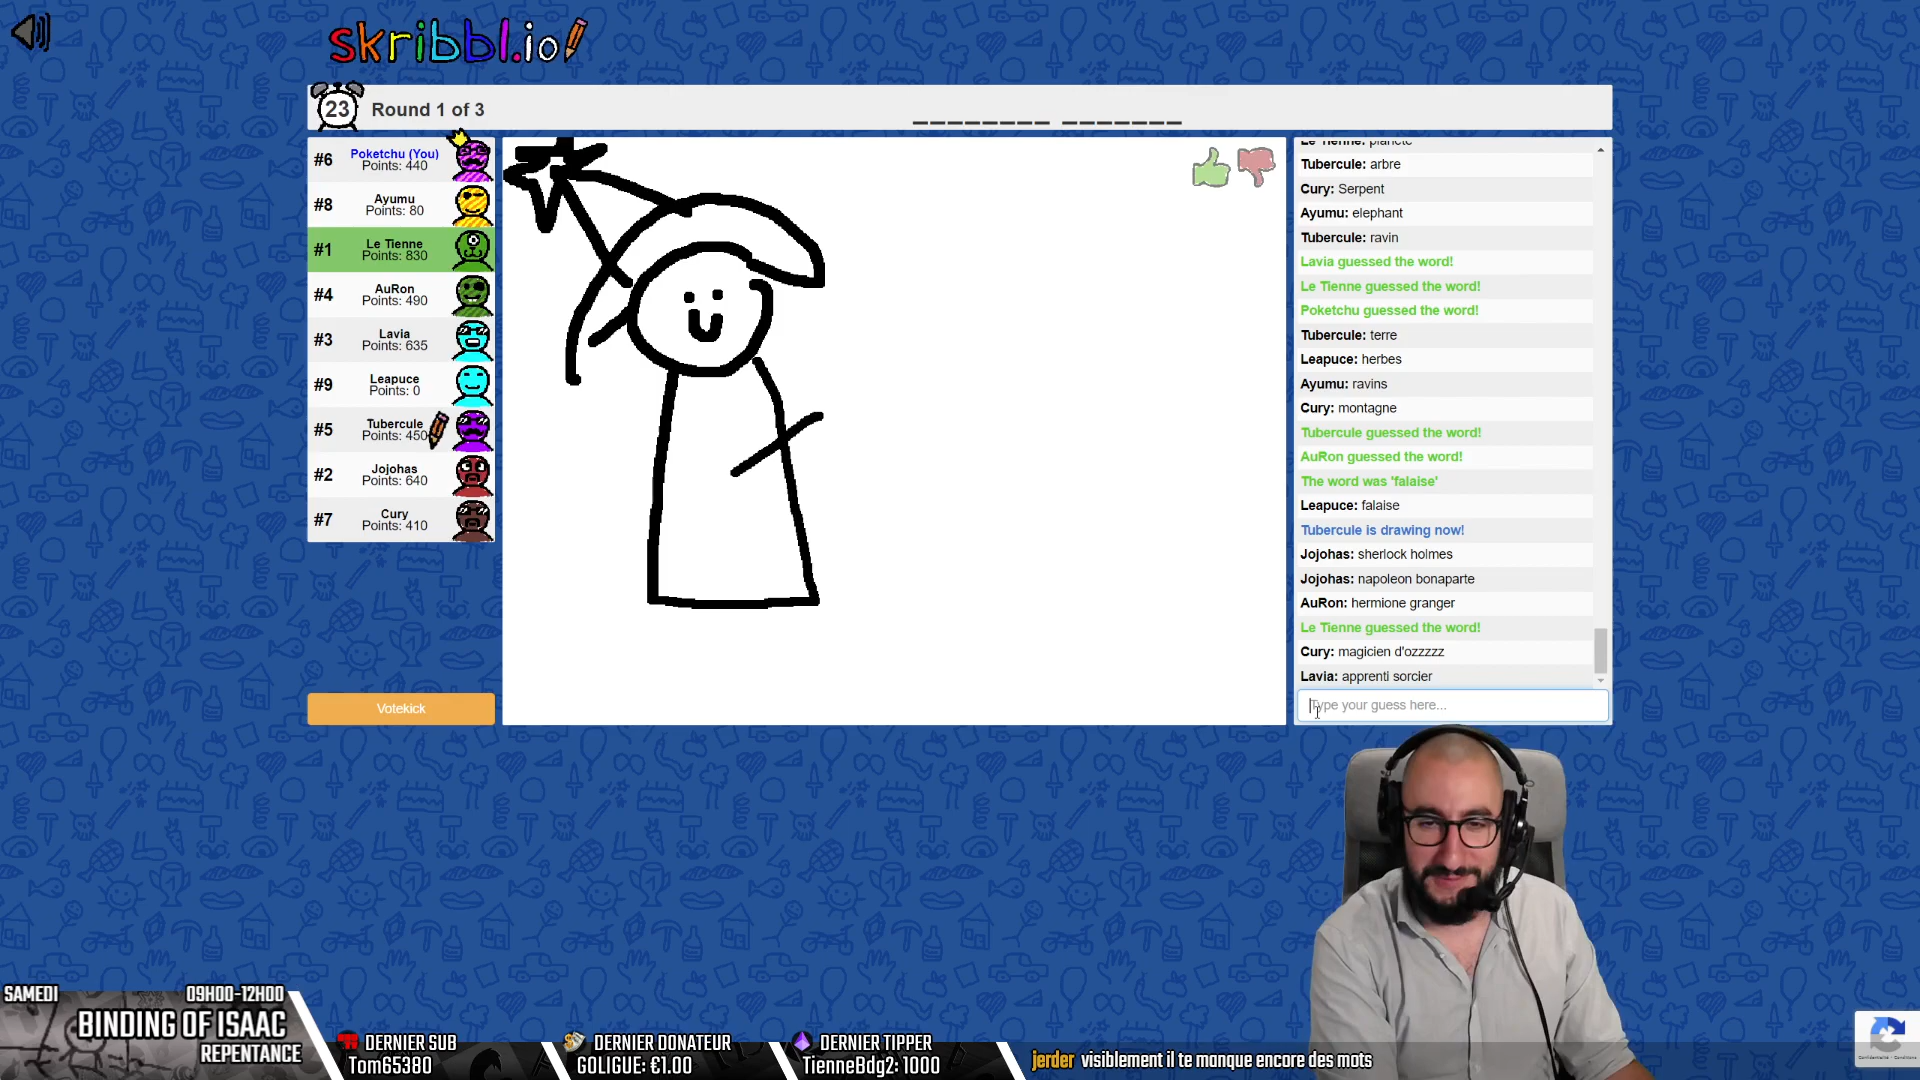 skribbl.io
23
Round 1 of 3
#6
Poketchu (You)
Points: 440
#8
Ayumu
Points: 80
#1
Le Tienne
Points: 830
#4
AuRon
Points: 490
#3
Lavia
Points: 635
#9
Leapuce
Points: 0
#5
Tubercule
Points: 450
#2
Jojohas
Points: 640
#7
Cury
Points: 410
Votekick
Le Tienne: planete
Tubercule: arbre
Cury: Serpent
Ayumu: elephant
Tubercule: ravin
Lavia guessed the word!
Le Tienne guessed the word!
Poketchu guessed the word!
Tubercule: terre
Leapuce: herbes
Ayumu: ravins
Cury: montagne
Tubercule guessed the word!
AuRon guessed the word!
The word was 'falaise'
Leapuce: falaise
Tubercule is drawing now!
Jojohas: sherlock holmes
Jojohas: napoleon bonaparte
AuRon: hermione granger
Le Tienne guessed the word!
Cury: magicien d'ozzzzz
Lavia: apprenti sorcier
Type your guess here...
SAMEDI 09H00-12H00
BINDING OF ISAAC
REPENTANCE
DERNIER SUB
Tom65380
DERNIER DONATEUR
GOLIGUE: €1.00
DERNIER TIPPER
TienneBdg2: 1000
jerder visiblement il te manque encore des mots